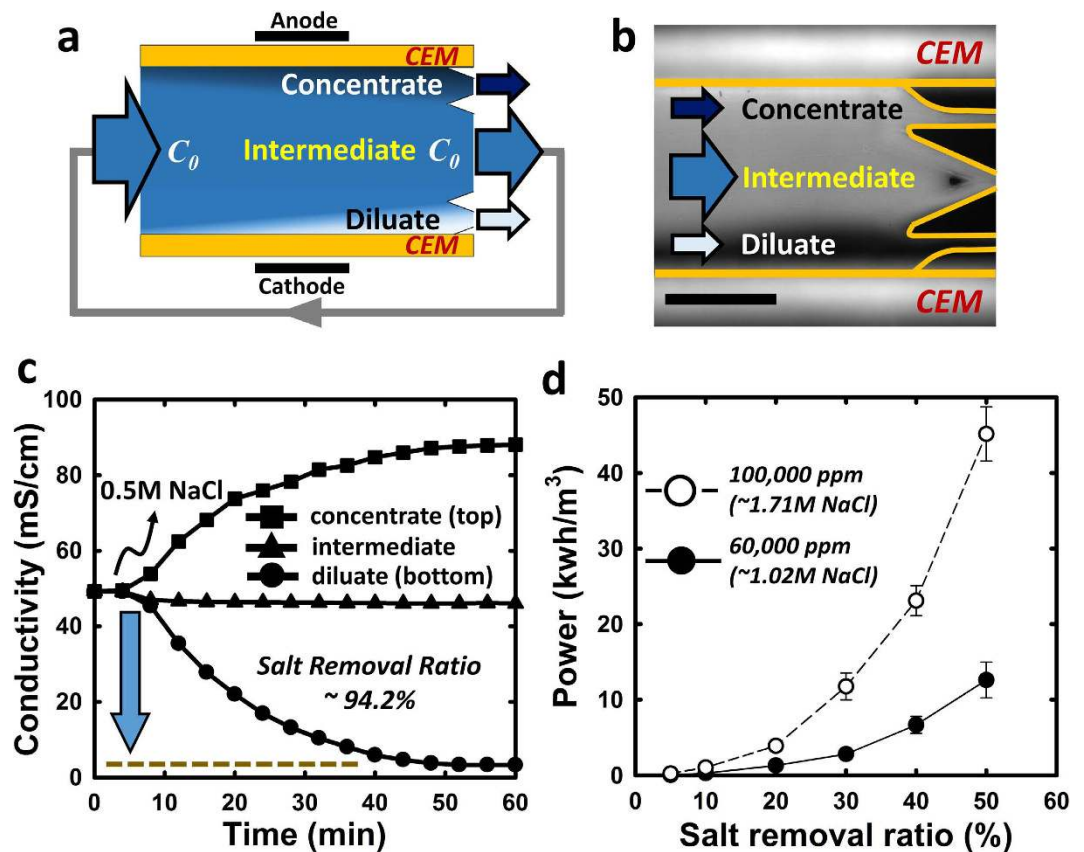 a
Anode
CEM
Concentrate
C0
Intermediate
C0
Diluate
CEM
Cathode
b
CEM
Concentrate
Intermediate
Diluate
CEM
c
Conductivity (mS/cm)
100
80
60
40
20
0
0.5M NaCl
concentrate (top)
intermediate
diluate (bottom)
Salt Removal Ratio
~ 94.2%
0 10 20 30 40 50 60
Time (min)
d
Power (kwh/m3)
50
40
30
20
10
0
100,000 ppm
(~1.71M NaCl)
60,000 ppm
(~1.02M NaCl)
0 10 20 30 40 50 60
Salt removal ratio (%)